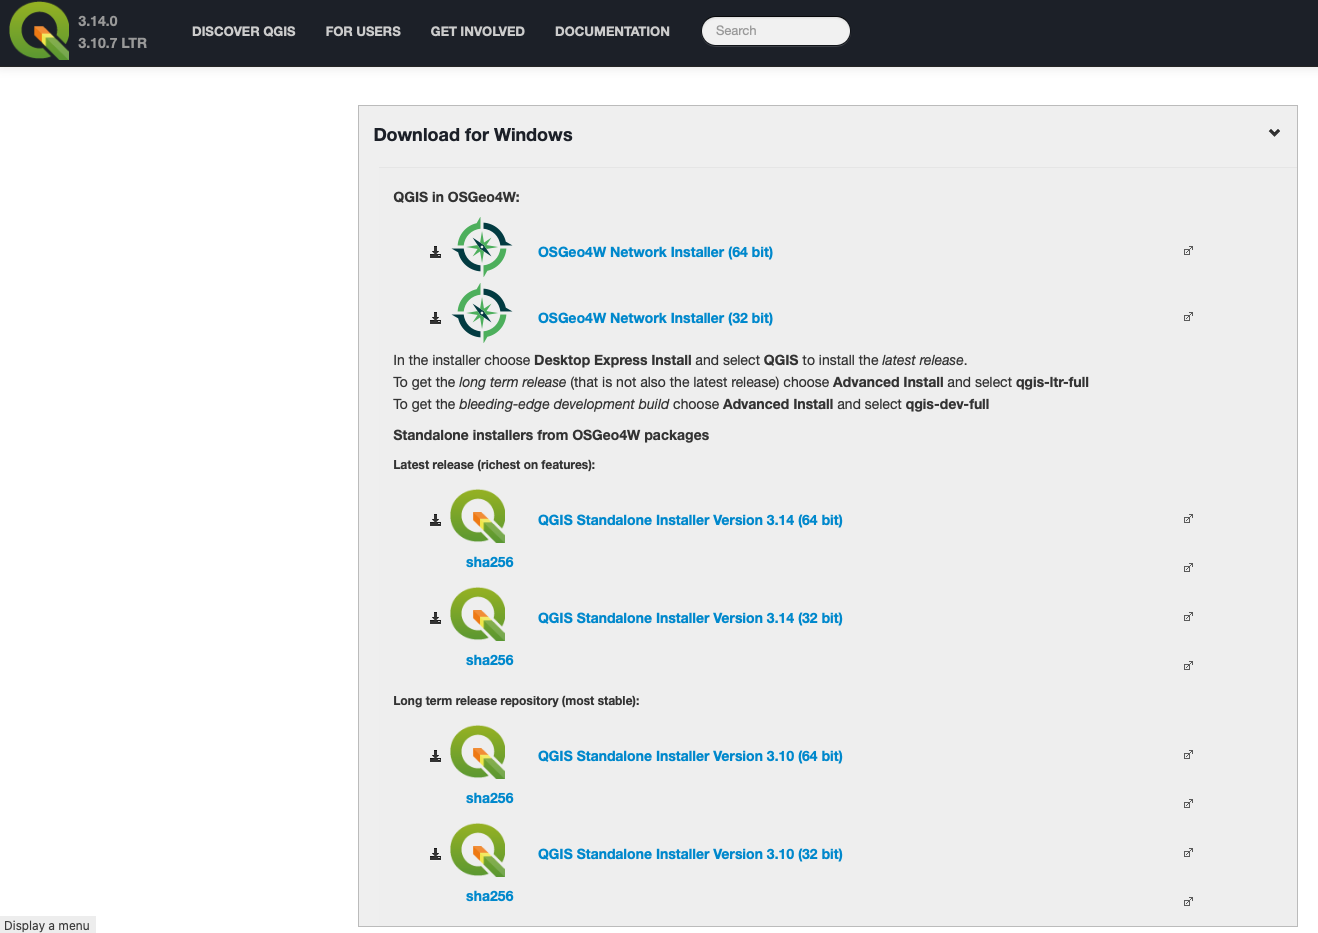 3.14.0
3.10.7 LTR
DISCOVER QGIS FOR USERS GET INVOLVED DOCUMENTATION Search
Download for Windows
QGIS in OSGeo4W:
OSGeo4W Network Installer (64 bit)
OSGeo4W Network Installer (32 bit)
In the installer choose Desktop Express Install and select QGIS to install the latest release.
To get the long term release (that is not also the latest release) choose Advanced Install and select qgis-ltr-full
To get the bleeding-edge development build choose Advanced Install and select qgis-dev-full
Standalone installers from OSGeo4W packages
Latest release (richest on features):
QGIS Standalone Installer Version 3.14 (64 bit)
sha256
QGIS Standalone Installer Version 3.14 (32 bit)
sha256
Long term release repository (most stable):
QGIS Standalone Installer Version 3.10 (64 bit)
sha256
QGIS Standalone Installer Version 3.10 (32 bit)
sha256
Display a menu